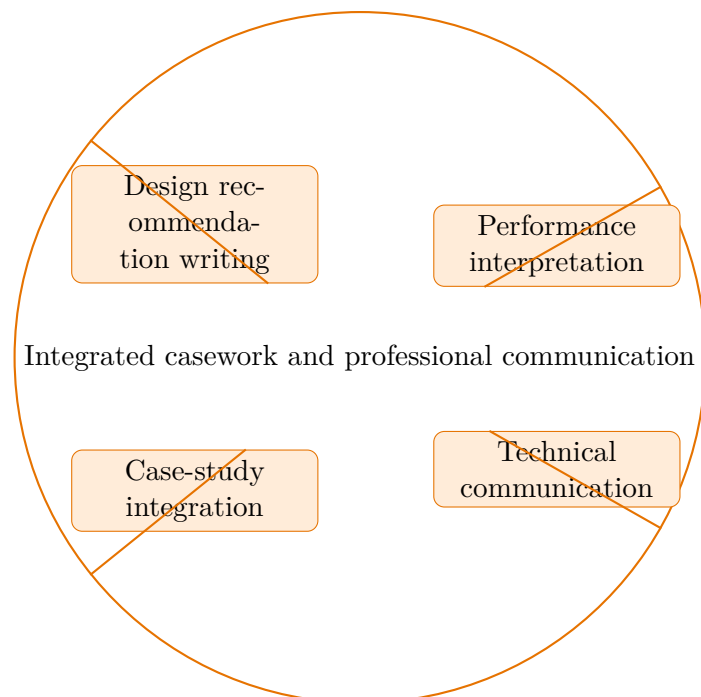 Design rec-
ommenda-
tion writing
Performance
interpretation
Integrated casework and professional communication
Case-study
integration
Technical
communication